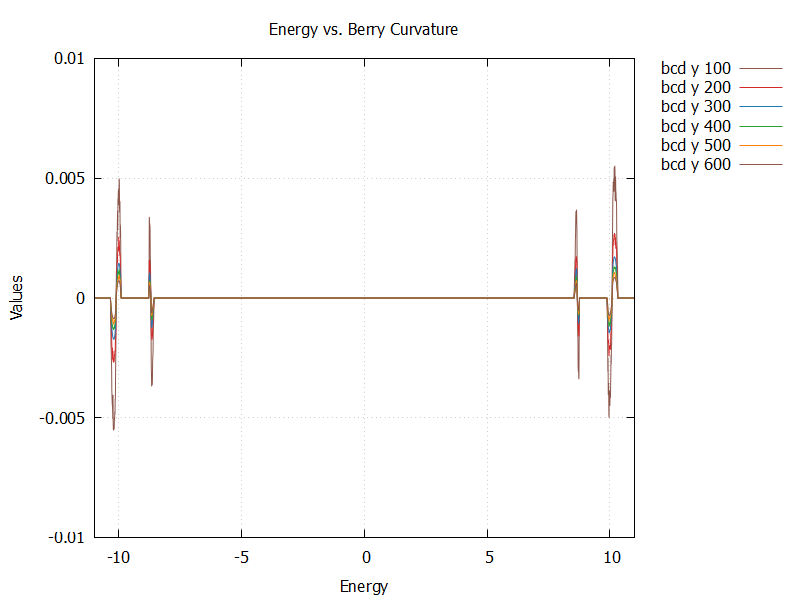 Energy vs. Berry Curvature
bcd y 100
bcd y 200
bcd y 300
bcd y 400
bcd y 500
bcd y 600
0.01
0.005
0
-0.005
-0.01
Values
-10 -5 0 5 10
Energy